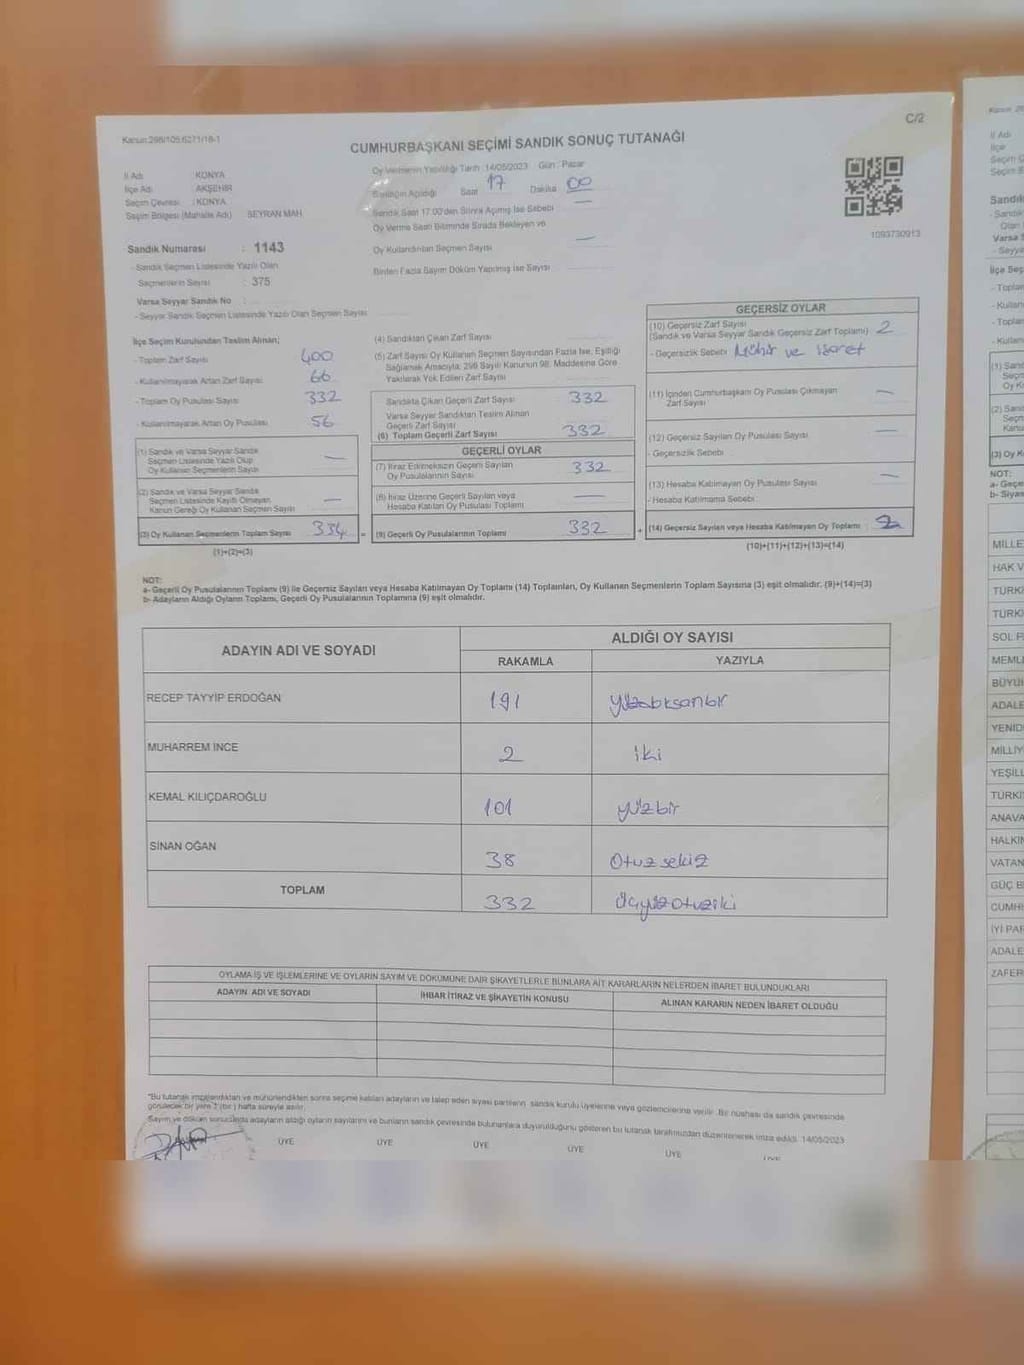 Kanun:298/105,6271/18-1
C/2
CUMHURBAŞKANI SEÇİMİ SANDIK SONUÇ TUTANAĞI
İl Adı : KONYA
İlçe Adı : AKŞEHİR
Seçim Çevresi : KONYA
Seçim Bölgesi (Mahalle Adı) SEYRAN MAH.
Sandık Numarası : 1143
- Sandık Seçmen Listesinde Yazılı Olan
Seçmenlerin Sayısı : 375
Varsa Seyyar Sandık No :
- Seyyar Sandık Seçmen Listesinde Yazılı Olan Seçmen Sayısı
Oy Vermenin Yapıldığı Tarih :14/05/2023 Gün : Pazar
Sandığın Açıldığı Saat 17 Dakika 00
Sandık Saat 17.00'den Sonra Açılmış İse Sebebi —
Oy Verme Saati Bitiminde Sırada Bekleyen ve
Oy Kullandırılan Seçmen Sayısı —
Birden Fazla Sayım Döküm Yapılmış İse Sayısı
1093730913
İlçe Seçim Kurulundan Teslim Alınan;
- Toplam Zarf Sayısı 400
- Kullanılmayarak Artan Zarf Sayısı 66
- Toplam Oy Pusulası Sayısı 332
- Kullanılmayarak Artan Oy Pusulası 56
(1) Sandık ve Varsa Seyyar Sandık
Seçmen Listesinde Yazılı Olup
Oy Kullanan Seçmenlerin Sayısı —
(2) Sandık ve Varsa Seyyar Sandık
Seçmen Listesinde Kayıtlı Olmayan
Kanun Gereği Oy Kullanan Seçmen Sayısı —
(3) Oy Kullanan Seçmenlerin Toplam Sayısı 334
(1)+(2)=(3)
(4) Sandıktan Çıkan Zarf Sayısı
(5) Zarf Sayısı Oy Kullanan Seçmen Sayısından Fazla İse, Eşitliği
Sağlamak Amacıyla; 298 Sayılı Kanunun 98. Maddesine Göre
Yakılarak Yok Edilen Zarf Sayısı
Sandıkta Çıkan Geçerli Zarf Sayısı 332
Varsa Seyyar Sandıktan Teslim Alınan
Geçerli Zarf Sayısı
(6) Toplam Geçerli Zarf Sayısı 332
GEÇERLİ OYLAR
(7) İtiraz Edilmeksizin Geçerli Sayılan
Oy Pusulalarının Sayısı 332
(8) İtiraz Üzerine Geçerli Sayılan veya
Hesaba Katılan Oy Pusulası Toplamı —
(9) Geçerli Oy Pusulalarının Toplamı 332
GEÇERSİZ OYLAR
(10) Geçersiz Zarf Sayısı
(Sandık ve Varsa Seyyar Sandık Geçersiz Zarf Toplamı) 2
- Geçersizlik Sebebi Mühür ve işaret
(11) İçinden Cumhurbaşkanı Oy Pusulası Çıkmayan
Zarf Sayısı —
(12) Geçersiz Sayılan Oy Pusulası Sayısı —
- Geçersizlik Sebebi
(13) Hesaba Katılmayan Oy Pusulası Sayısı —
- Hesaba Katılmama Sebebi
(14) Geçersiz Sayılan veya Hesaba Katılmayan Oy Toplamı 2
(10)+(11)+(12)+(13)=(14)
NOT:
a- Geçerli Oy Pusulalarının Toplamı (9) ile Geçersiz Sayılan veya Hesaba Katılmayan Oy Toplamı (14) Toplamları, Oy Kullanan Seçmenlerin Toplam Sayısına (3) eşit olmalıdır. (9)+(14)=(3)
b- Adayların Aldığı Oyların Toplamı, Geçerli Oy Pusulalarının Toplamına (9) eşit olmalıdır.
ADAYIN ADI VE SOYADI
ALDIĞI OY SAYISI
RAKAMLA YAZIYLA
RECEP TAYYİP ERDOĞAN 191 yüzdoksanbir
MUHARREM İNCE 2 iki
KEMAL KILIÇDAROĞLU 101 yüzbir
SİNAN OĞAN 38 Otuz sekiz
TOPLAM 332 üçyüzotuziki
OYLAMA İŞ VE İŞLEMLERİNE VE OYLARIN SAYIM VE DÖKÜMÜNE DAİR ŞİKAYETLERLE BUNLARA AİT KARARLARIN NELERDEN İBARET BULUNDUKLARI
ADAYIN ADI VE SOYADI İHBAR İTİRAZ VE ŞİKAYETİN KONUSU ALINAN KARARIN NEDEN İBARET OLDUĞU
*Bu tutanak imzalandıktan ve mühürlendikten sonra seçime katılan adayların ve talep eden siyasi partilerin sandık kurulu üyelerine veya gözlemcilerine verilir. Bir nüshası da sandık çevresinde
görülecek bir yere 1 (bir) hafta süreyle asılır.
Sayım ve döküm sonucunda adayların aldığı oyların sayılarını ve bunların sandık çevresinde bulunanlara duyurulduğunu gösteren bu tutanak tarafımızdan düzenlenerek imza edildi. 14/05/2023
ÜYE ÜYE ÜYE ÜYE ÜYE